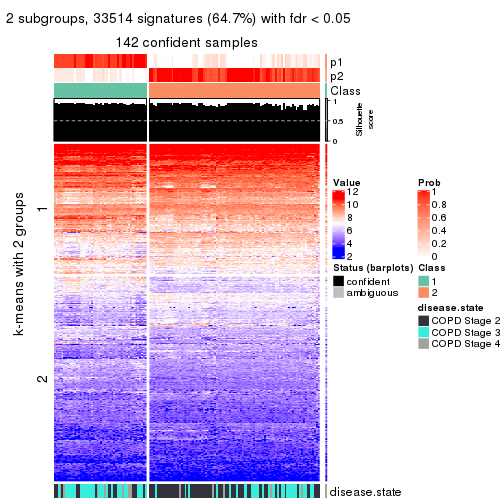 2 subgroups, 33514 signatures (64.7%) with fdr < 0.05
142 confident samples
p1
p2
Class
1
0.5
0
Silhouette
score
k-means with 2 groups
1
2
Value
12
10
8
6
4
2
Prob
1
0.8
0.6
0.4
0.2
0
Status (barplots)
confident
ambiguous
Class
1
2
disease.state
COPD Stage 2
COPD Stage 3
COPD Stage 4
disease.state